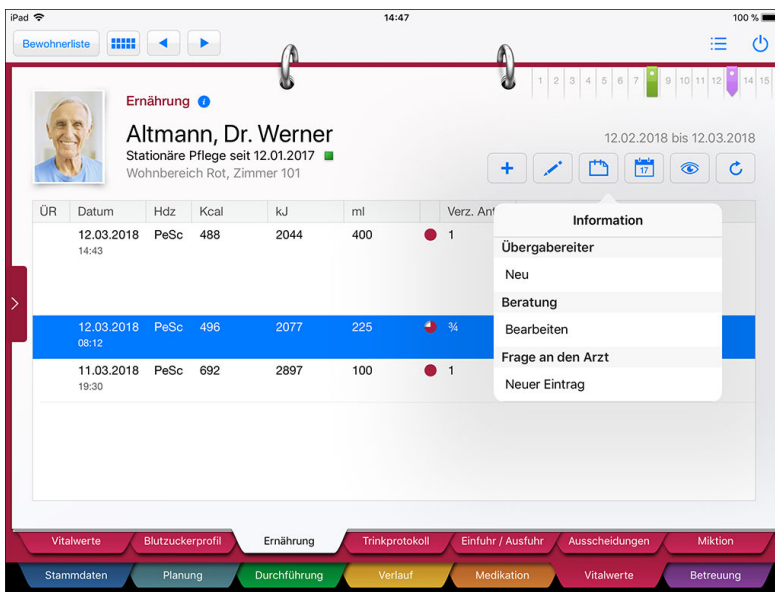 iPad 14:47 100 %
Bewohnerliste
1 2 3 4 5 6 7 9 10 11 12 14 15
Ernährung i
Altmann, Dr. Werner
Stationäre Pflege seit 12.01.2017
Wohnbereich Rot, Zimmer 101
12.02.2018 bis 12.03.2018
17
ÜR Datum Hdz Kcal kJ ml Verz. Ant
12.03.2018 PeSc 488 2044 400 1
14:43
12.03.2018 PeSc 496 2077 225 ¾
08:12
11.03.2018 PeSc 692 2897 100 1
19:30
Information
Übergabereiter
Neu
Beratung
Bearbeiten
Frage an den Arzt
Neuer Eintrag
Vitalwerte Blutzuckerprofil Ernährung Trinkprotokoll Einfuhr / Ausfuhr Ausscheidungen Miktion
Stammdaten Planung Durchführung Verlauf Medikation Vitalwerte Betreuung